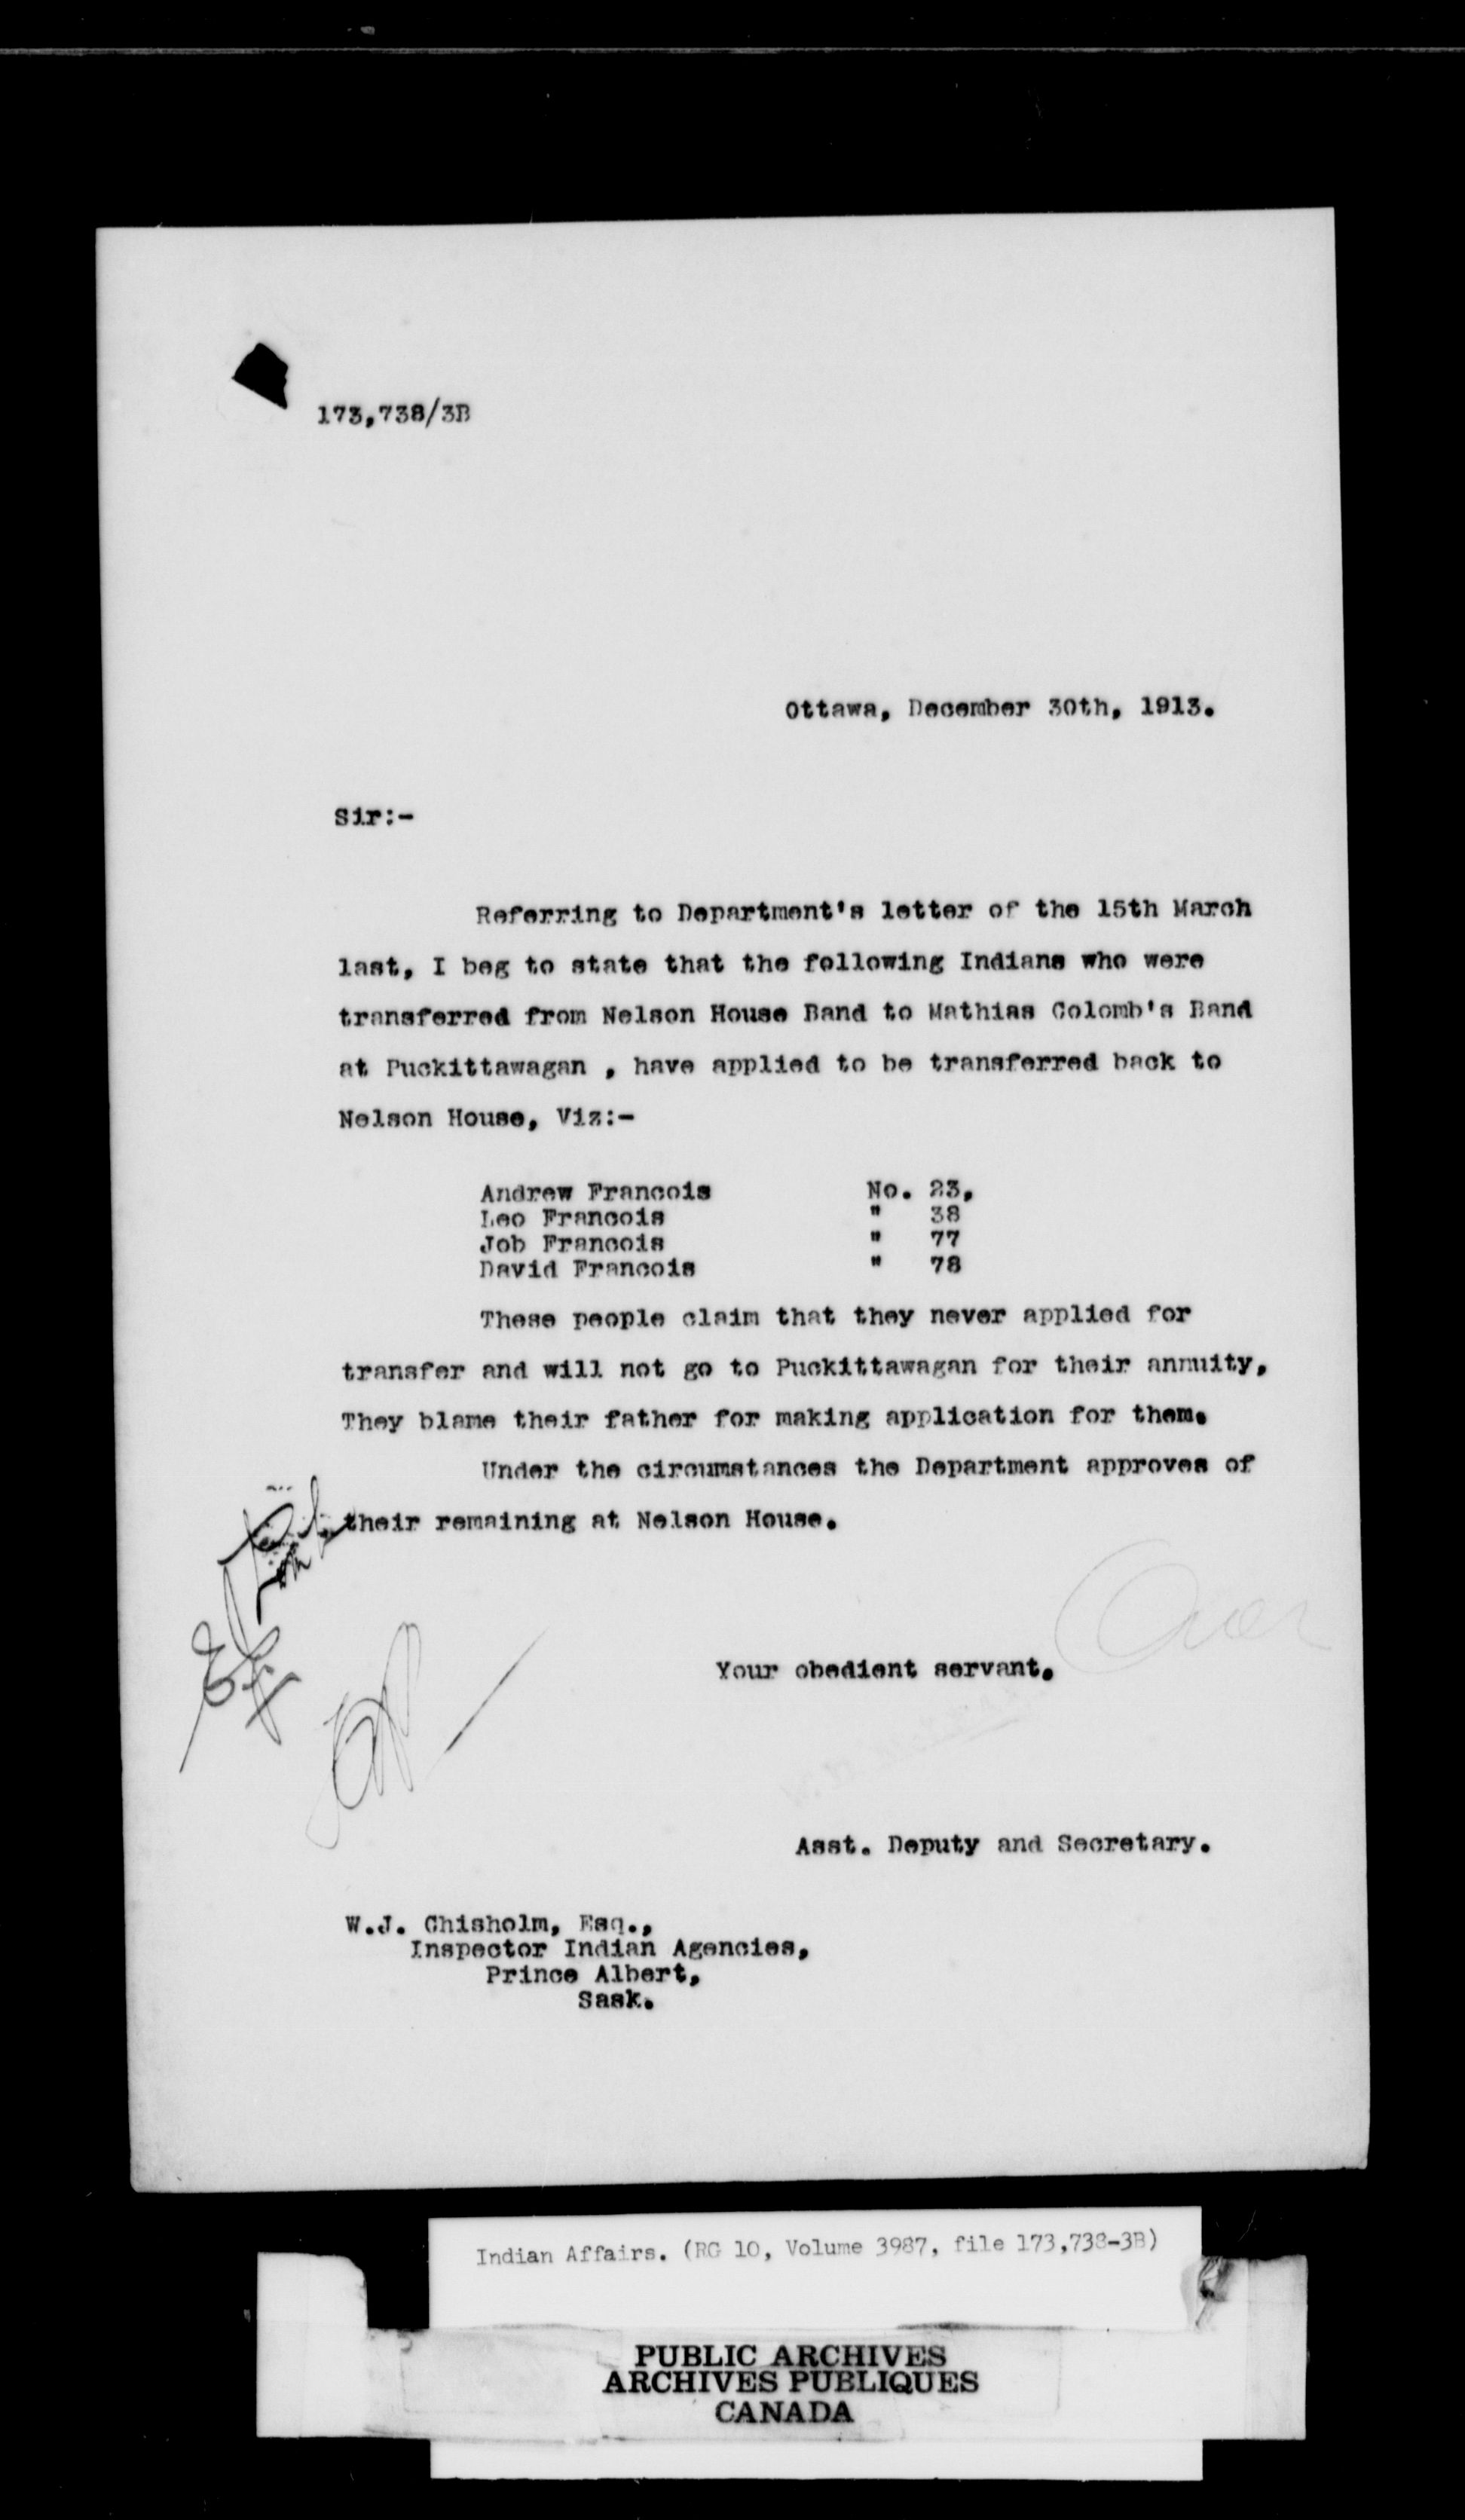 173,738/3B
Ottawa, December 30th, 1913.
Sir:-
Referring to Department's letter of the 15th March
last, I beg to state that the following Indians who were
transferred from Nelson House Band to Mathias Colomb's Band
at Puckittawagan , have applied to be transferred back to
Nelson House, Viz:-
Andrew Francois No. 23,
Leo Francois " 38
Job Francois " 77
David Francois " 78
These people claim that they never applied for
transfer and will not go to Puckittawagan for their annuity,
They blame their father for making application for them.
Under the circumstances the Department approves of
their remaining at Nelson House.
Over
Your obedient servant.
Asst. Deputy and Secretary.
W.J. Chisholm, Esq.,
Inspector Indian Agencies,
Prince Albert,
Sask.
Indian Affairs. (RG 10, Volume 3987, file 173,738-3B)
PUBLIC ARCHIVES
ARCHIVES PUBLIQUES
CANADA